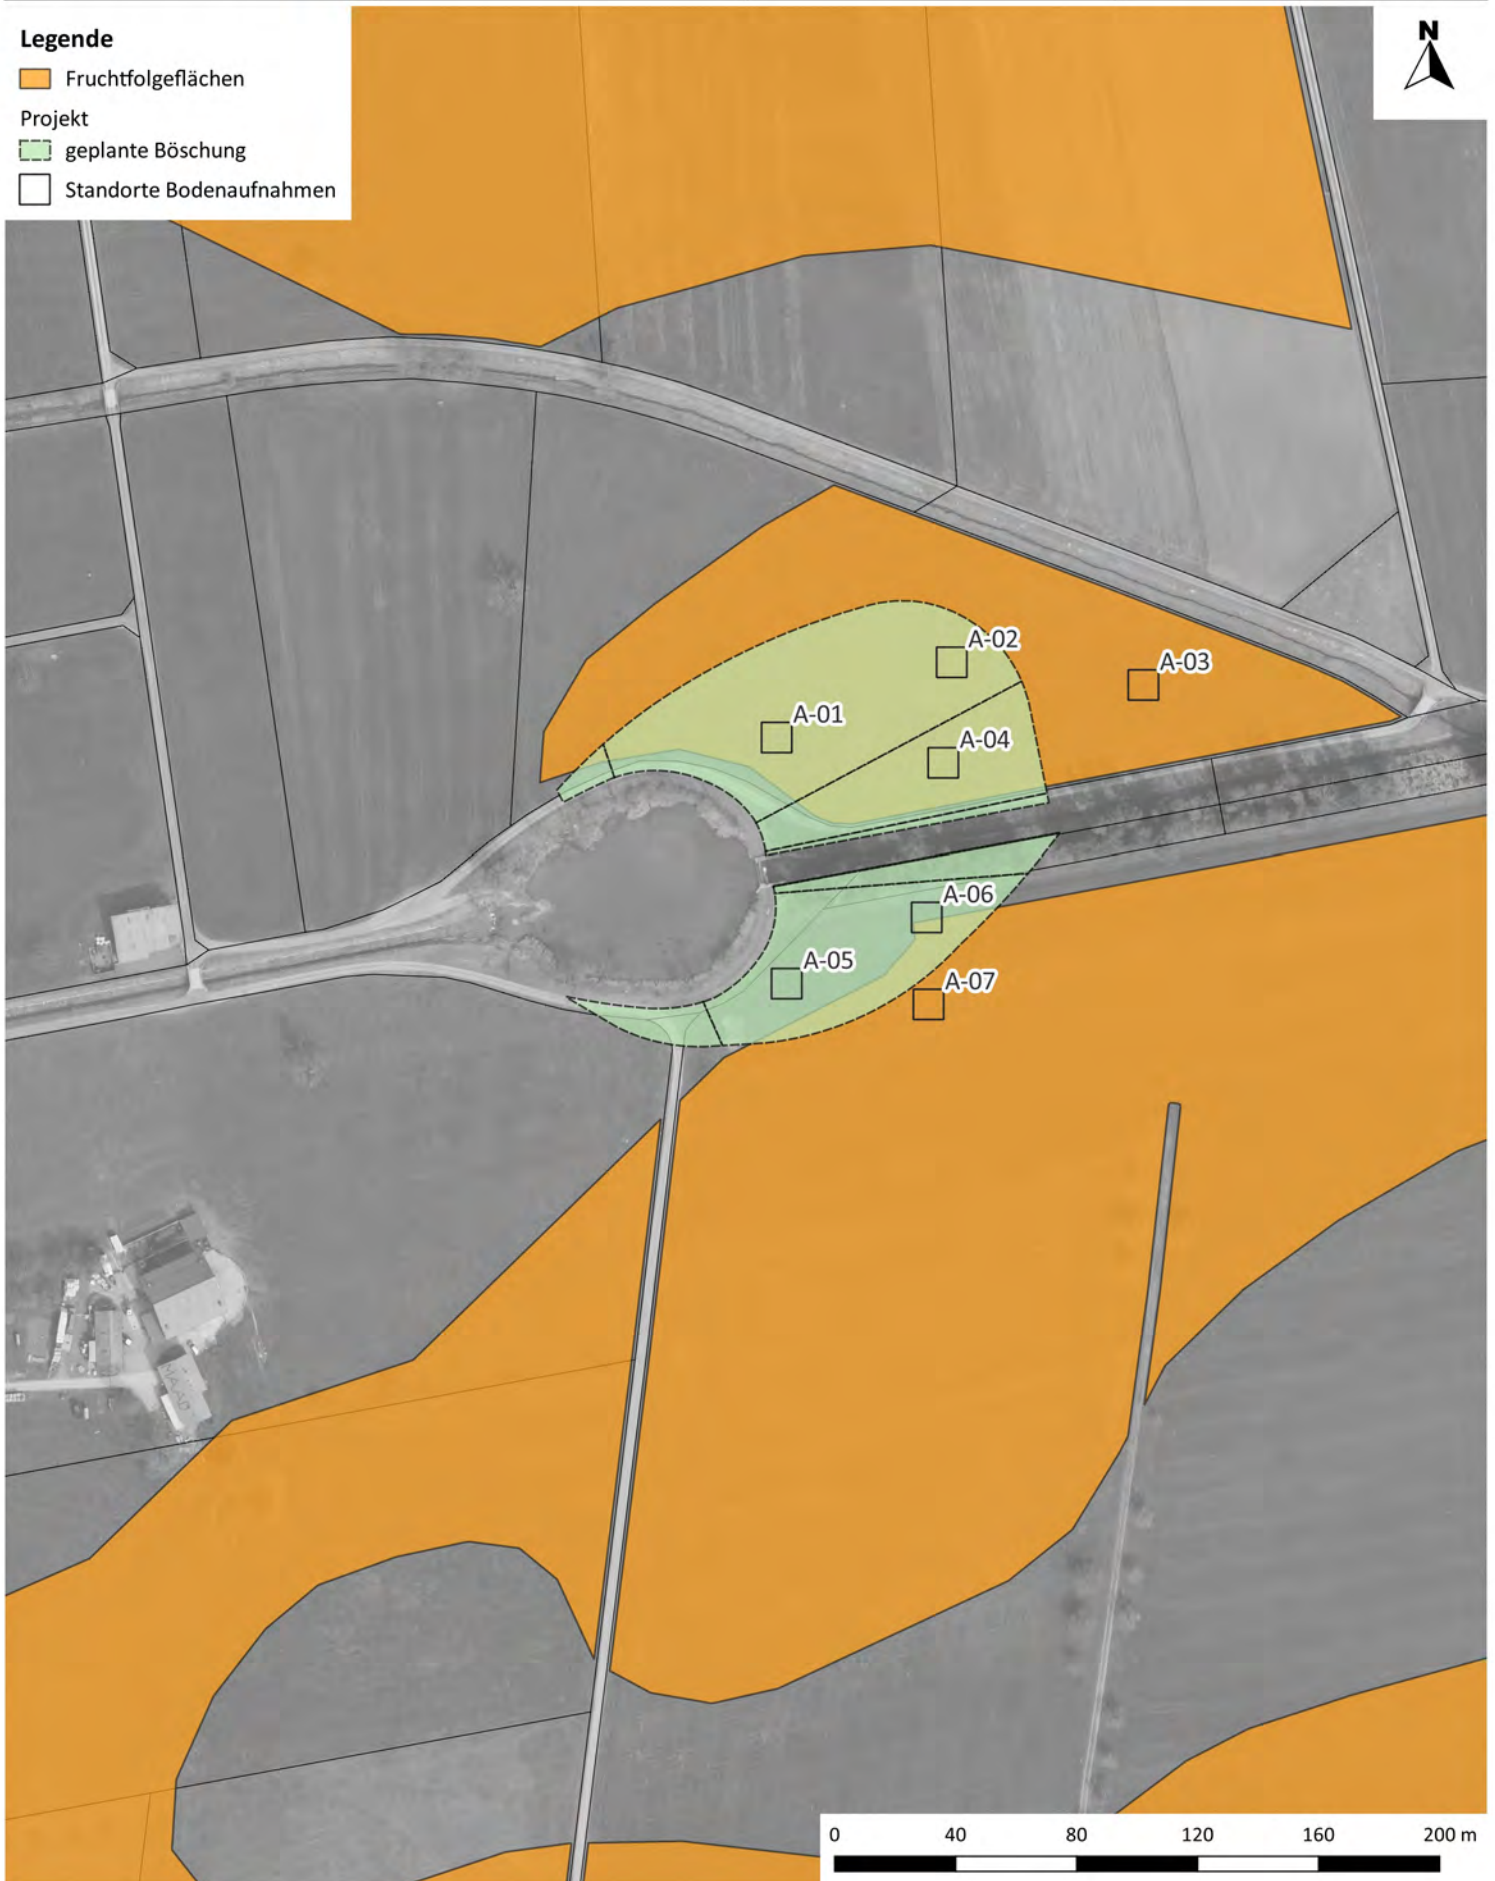 Legende
Fruchtfolgeflächen
Projekt
geplante Böschung
Standorte Bodenaufnahmen
N
A-02
A-03
A-01
A-04
A-06
A-05
A-07
0 40 80 120 160 200 m